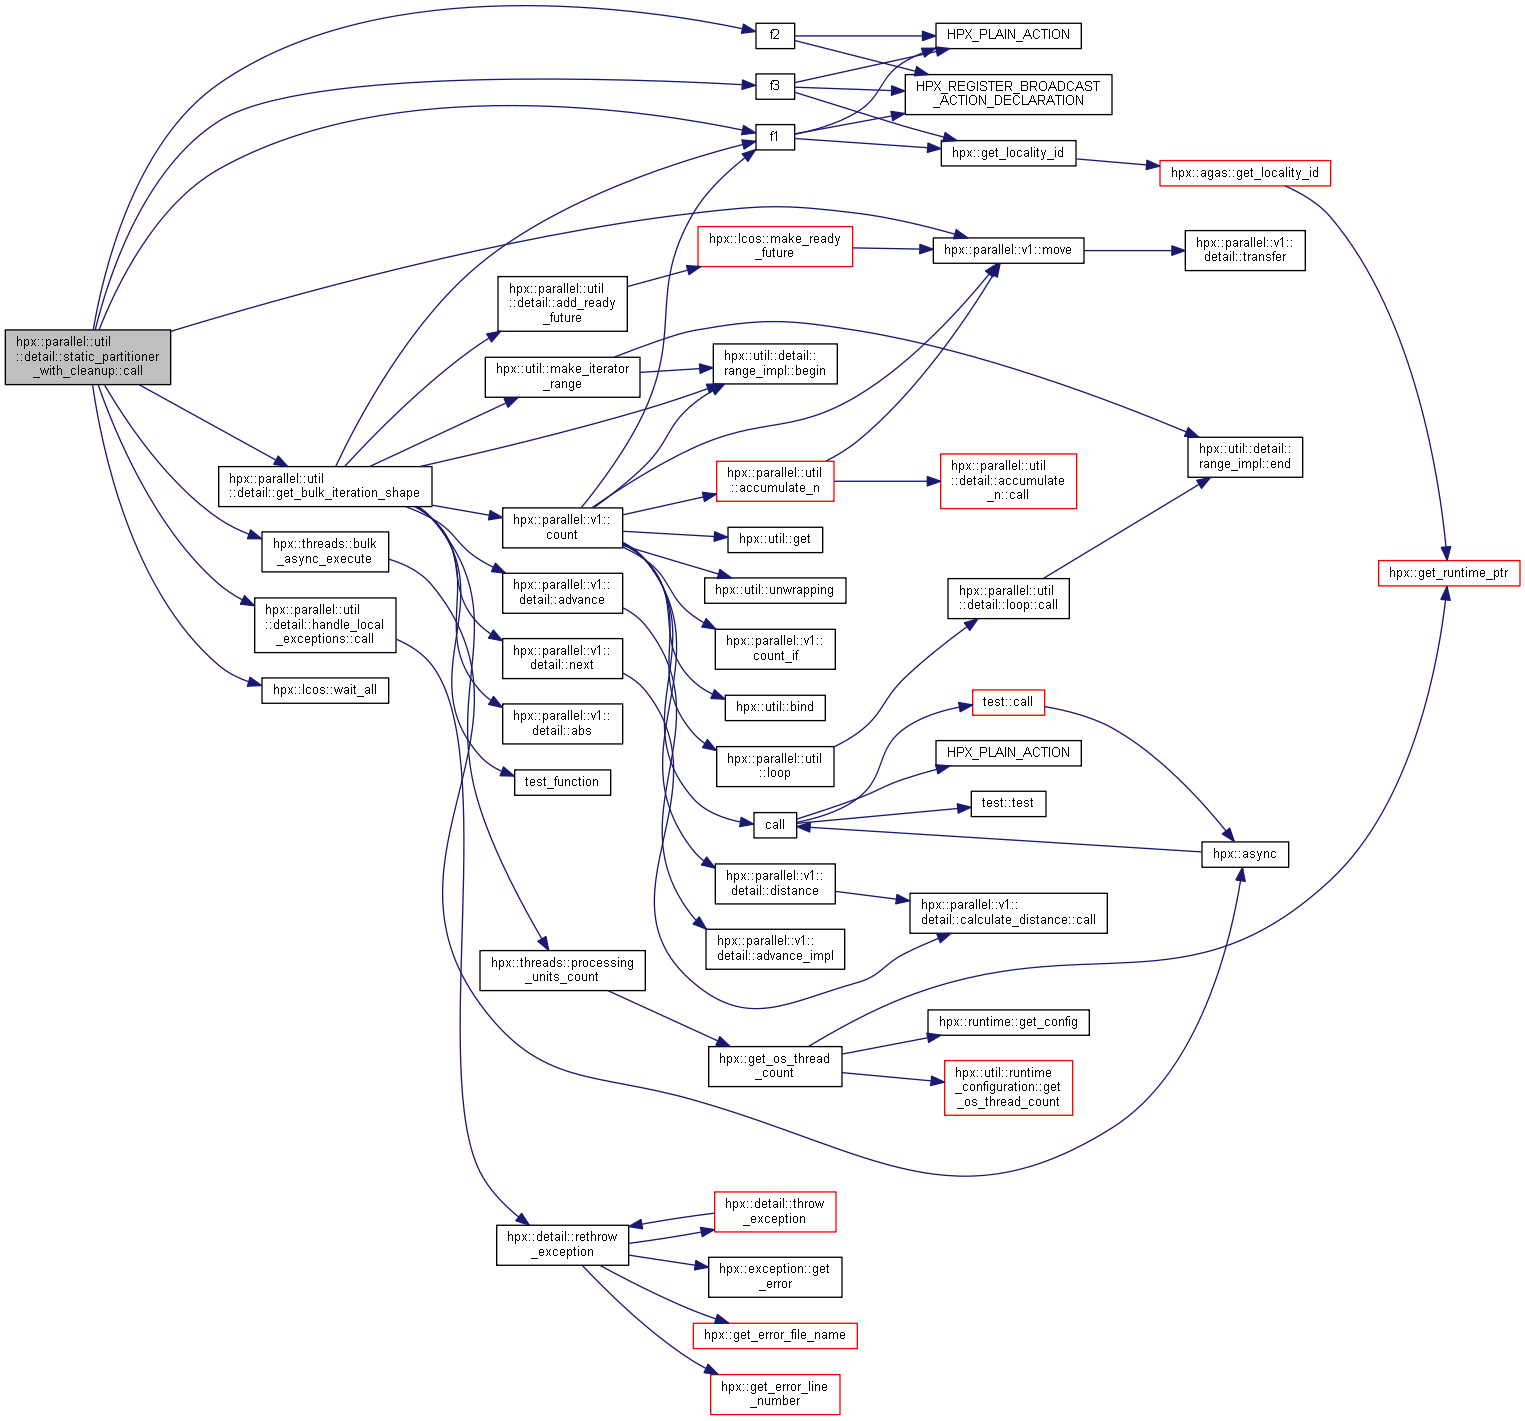 f2
HPX_PLAIN_ACTION
f3
HPX_REGISTER_BROADCAST
_ACTION_DECLARATION
f1
hpx::get_locality_id
hpx::agas::get_locality_id
hpx::lcos::make_ready
_future
hpx::parallel::v1::move
hpx::parallel::v1::
detail::transfer
hpx::parallel::util
::detail::add_ready
_future
hpx::parallel::util
::detail::static_partitioner
_with_cleanup::call
hpx::util::make_iterator
_range
hpx::util::detail::
range_impl::begin
hpx::util::detail::
range_impl::end
hpx::parallel::util
::detail::get_bulk_iteration_shape
hpx::parallel::util
::accumulate_n
hpx::parallel::util
::detail::accumulate
_n::call
hpx::parallel::v1::
count
hpx::util::get
hpx::threads::bulk
_async_execute
hpx::get_runtime_ptr
hpx::parallel::v1::
detail::advance
hpx::util::unwrapping
hpx::parallel::util
::detail::loop::call
hpx::parallel::util
::detail::handle_local
_exceptions::call
hpx::parallel::v1::
count_if
hpx::parallel::v1::
detail::next
hpx::lcos::wait_all
hpx::util::bind
test::call
hpx::parallel::v1::
detail::abs
hpx::parallel::util
::loop
HPX_PLAIN_ACTION
test_function
test::test
call
hpx::async
hpx::parallel::v1::
detail::distance
hpx::parallel::v1::
detail::calculate_distance::call
hpx::parallel::v1::
detail::advance_impl
hpx::threads::processing
_units_count
hpx::runtime::get_config
hpx::get_os_thread
_count
hpx::util::runtime
_configuration::get
_os_thread_count
hpx::detail::throw
_exception
hpx::detail::rethrow
_exception
hpx::exception::get
_error
hpx::get_error_file_name
hpx::get_error_line
_number